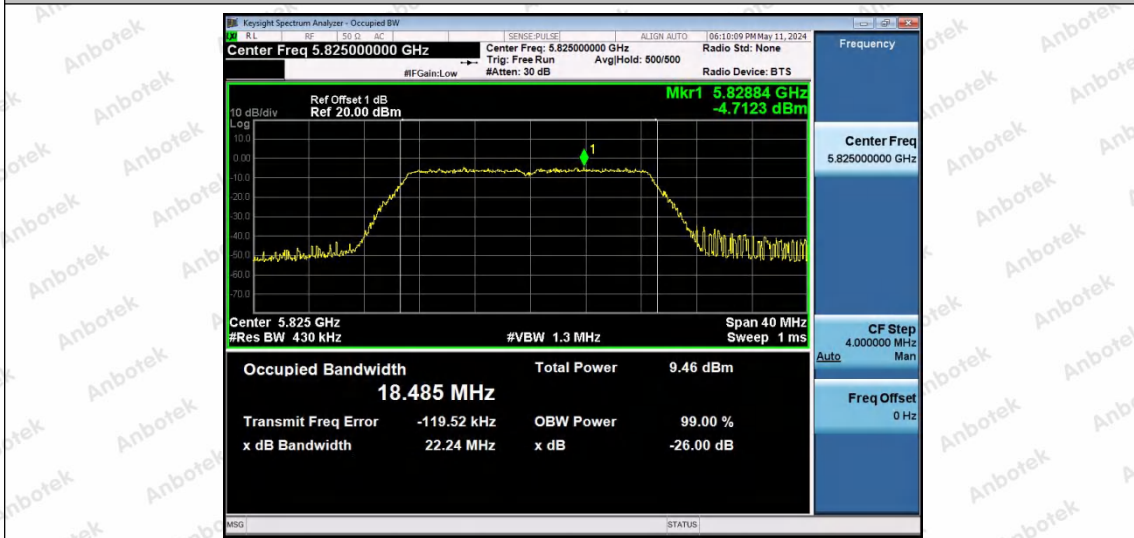 Keysight Spectrum Analyzer - Occupied BW
RL RF 50 Ω AC SENSE:PULSE ALIGN AUTO 06:10:09 PM May 11, 2024
Center Freq 5.825000000 GHz
Center Freq: 5.825000000 GHz
Radio Std: None
Trig: Free Run Avg|Hold: 500/500
#IFGain:Low
#Atten: 30 dB
Radio Device: BTS
Mkr1 5.82884 GHz
-4.7123 dBm
Ref Offset 1 dB
10 dB/div Ref 20.00 dBm
Log
10.0
0.00
-10.0
-20.0
-30.0
-40.0
-50.0
-60.0
-70.0
1
Center 5.825 GHz
Span 40 MHz
#Res BW 430 kHz
#VBW 1.3 MHz
Sweep 1 ms
Occupied Bandwidth
18.485 MHz
Total Power 9.46 dBm
Transmit Freq Error -119.52 kHz OBW Power 99.00 %
x dB Bandwidth 22.24 MHz x dB -26.00 dB
MSG
STATUS
Frequency
Center Freq
5.825000000 GHz
CF Step
4.000000 MHz
Auto Man
Freq Offset
0 Hz
Anbotek